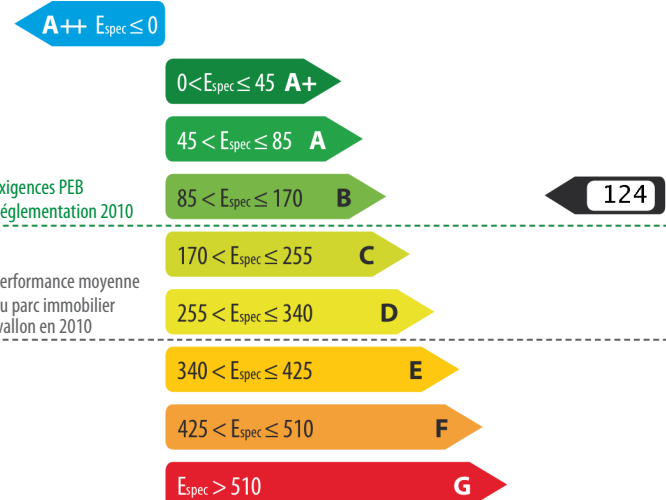 A++ Espec ≤ 0
0<Espec≤ 45 A+
45 < Espec≤ 85 A
xigences PEB
églementation 2010
85 < Espec≤ 170 B
124
170 < Espec≤ 255 C
erformance moyenne
u parc immobilier
vallon en 2010
255 < Espec≤ 340 D
340 < Espec≤ 425 E
425 < Espec≤ 510 F
Espec > 510 G